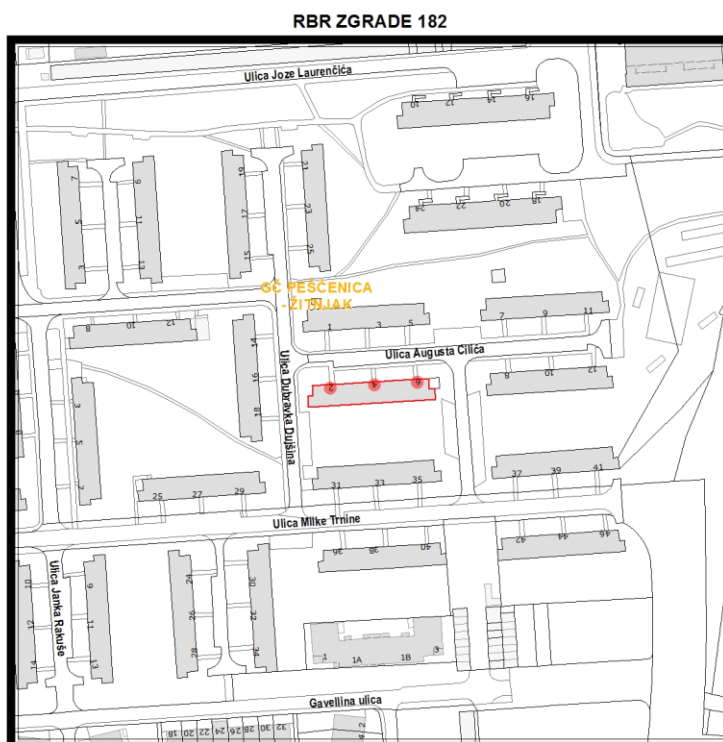 RBR ZGRADE 182
Ulica Joze Laurenčića
10 12 14 16
24 22 20 18
7 5 3
9 11 13
19 17 15
21 23 25
GČ PEŠČENICA
- ŽITNJAK
1 3 5
7 9 11
Ulica Augusta Cilića
8 10 12
14 16 18
Ulica Dubravka Dujšina
2 4 6
8 10 12
3 5
25 27 29
31 33 35
37 39 41
Ulica Milke Trnine
36 38 40
42 44 46
Ulica Janka Rakuše
10 12 14
9 11 13
24 26 28
30 32 34
1 1A 1B 3
Gavellina ulica
18 20 22 24 26 28 30 32
2